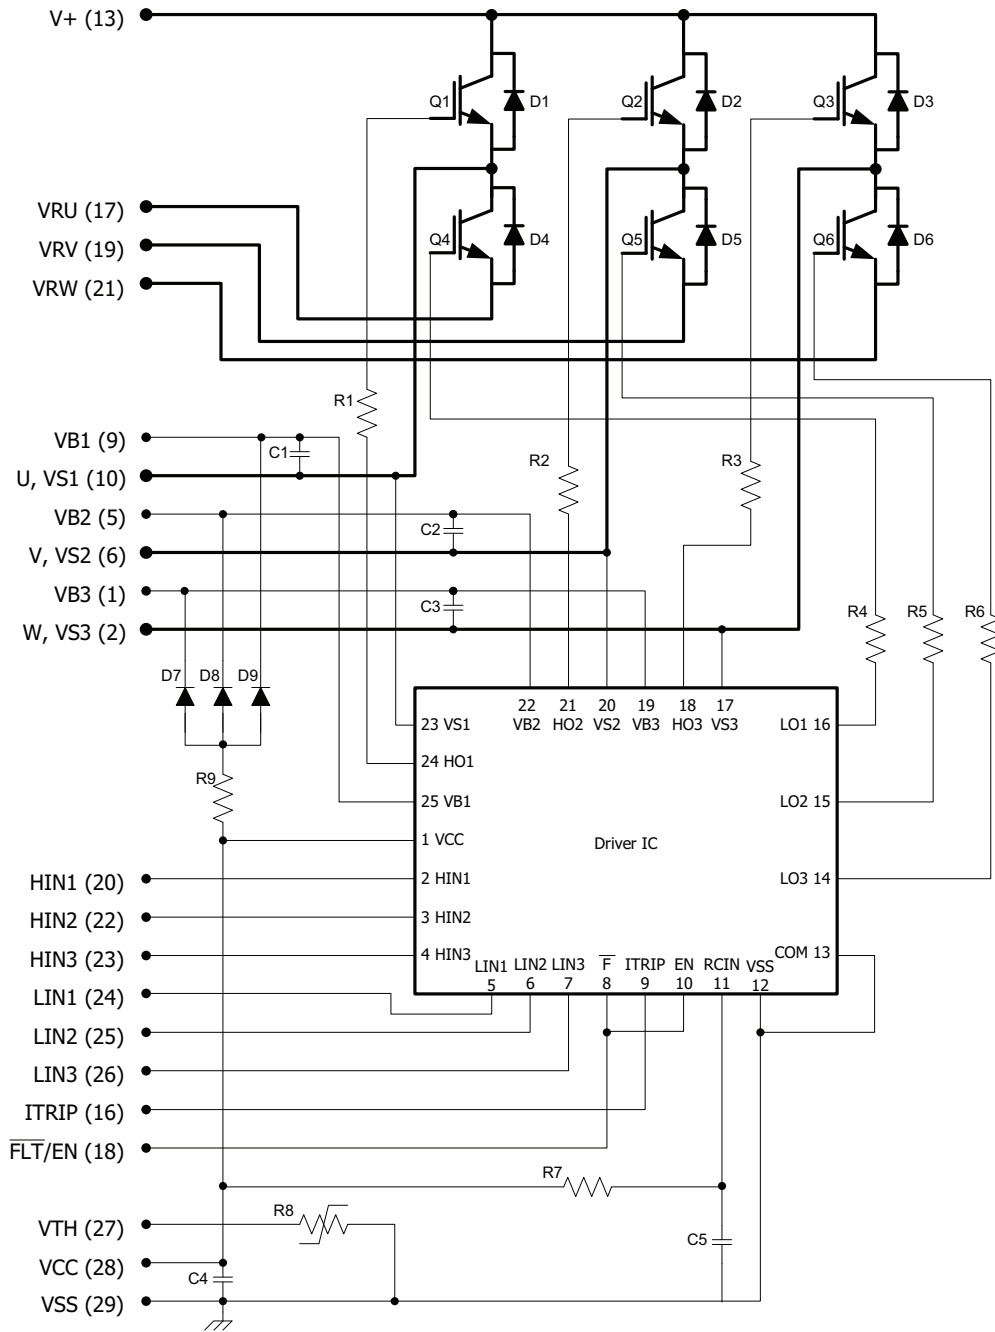 V+ (13)
Q1
D1
Q2
D2
Q3
D3
VRU (17)
Q4
D4
Q5
D5
Q6
D6
VRV (19)
VRW (21)
R1
VB1 (9)
C1
R2
R3
U, VS1 (10)
VB2 (5)
C2
V, VS2 (6)
VB3 (1)
C3
R4
R5
R6
W, VS3 (2)
D7
D8
D9
22
21
20
19
18
17
VB2
HO2
VS2
VB3
HO3
VS3
23 VS1
LO1 16
24 HO1
R9
25 VB1
LO2 15
1 VCC
Driver IC
HIN1 (20)
2 HIN1
LO3 14
HIN2 (22)
3 HIN2
HIN3 (23)
4 HIN3
COM 13
LIN1
LIN2
LIN3
F̅
ITRIP
EN
RCIN
VSS
5
6
7
8
9
10
11
12
LIN1 (24)
LIN2 (25)
LIN3 (26)
ITRIP (16)
F̅L̅T̅/EN (18)
R7
VTH (27)
R8
C5
VCC (28)
C4
VSS (29)